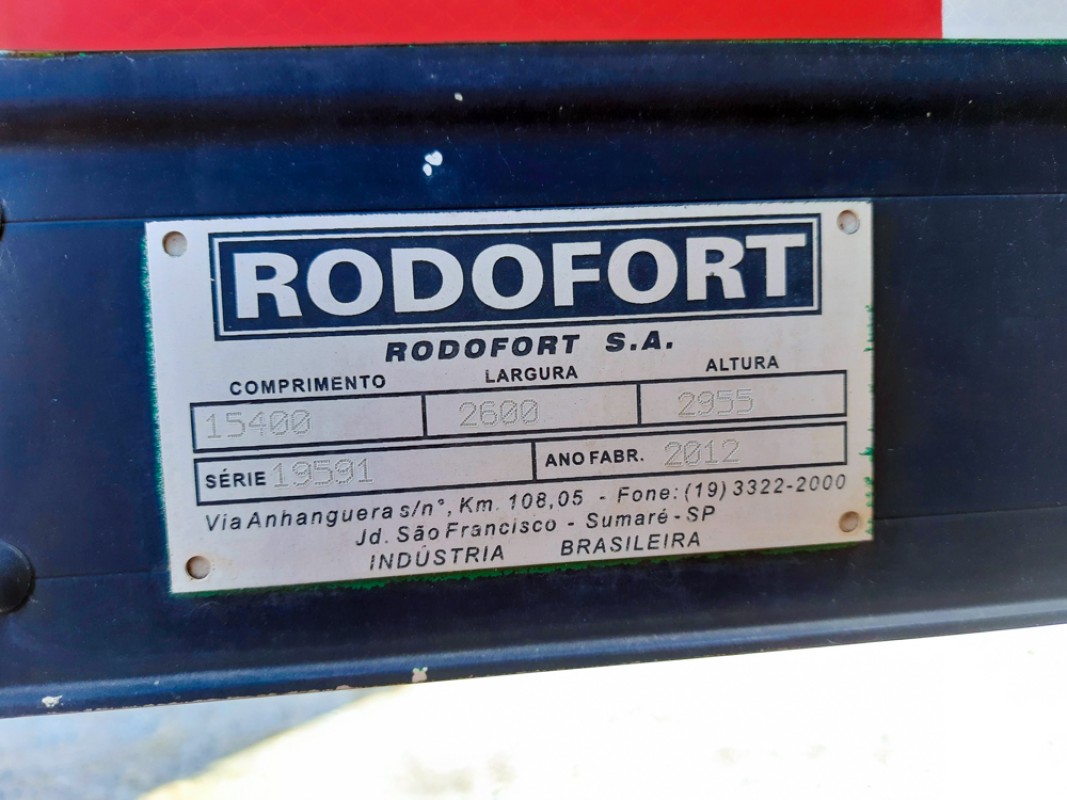 RODOFORT
RODOFORT S.A.
COMPRIMENTO LARGURA ALTURA
15400 2600 2955
SÉRIE 19591 ANO FABR. 2012
Via Anhanguera s/n°, Km. 108,05 - Fone: (19) 3322-2000
Jd. São Francisco - Sumaré - SP
INDÚSTRIA BRASILEIRA